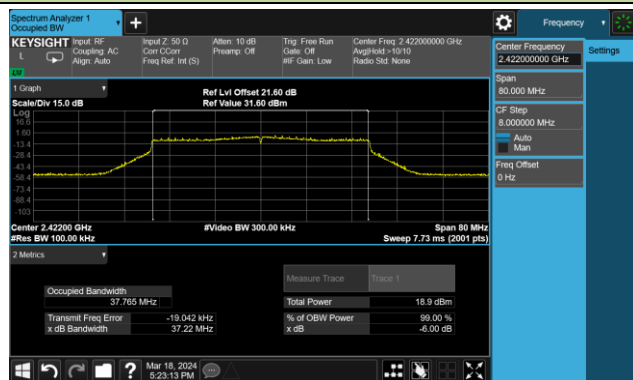 Spectrum Analyzer 1
Occupied BW
Frequency
KEYSIGHT
Input: RF
Coupling: AC
Align: Auto
Input Z: 50 Ω
Corr CCorr
Freq Ref: Int (S)
Atten: 10 dB
Preamp: Off
Trig: Free Run
Gate: Off
#IF Gain: Low
Center Freq: 2.422000000 GHz
Avg|Hold:>10/10
Radio Std: None
L
LW
Center Frequency
2.422000000 GHz
Settings
Span
80.000 MHz
CF Step
8.000000 MHz
Auto
Man
Freq Offset
0 Hz
1 Graph
Scale/Div 15.0 dB
Ref Lvl Offset 21.60 dB
Ref Value 31.60 dBm
Log
16.6
1.60
-13.4
-28.4
-43.4
-58.4
-73.4
-88.4
-103
Center 2.42200 GHz
#Res BW 100.00 kHz
#Video BW 300.00 kHz
Span 80 MHz
Sweep 7.73 ms (2001 pts)
2 Metrics
Measure Trace
Trace 1
Occupied Bandwidth
37.765 MHz
Total Power
18.9 dBm
Transmit Freq Error
-19.042 kHz
% of OBW Power
99.00 %
x dB Bandwidth
37.22 MHz
x dB
-6.00 dB
?
Mar 18, 2024
5:23:13 PM